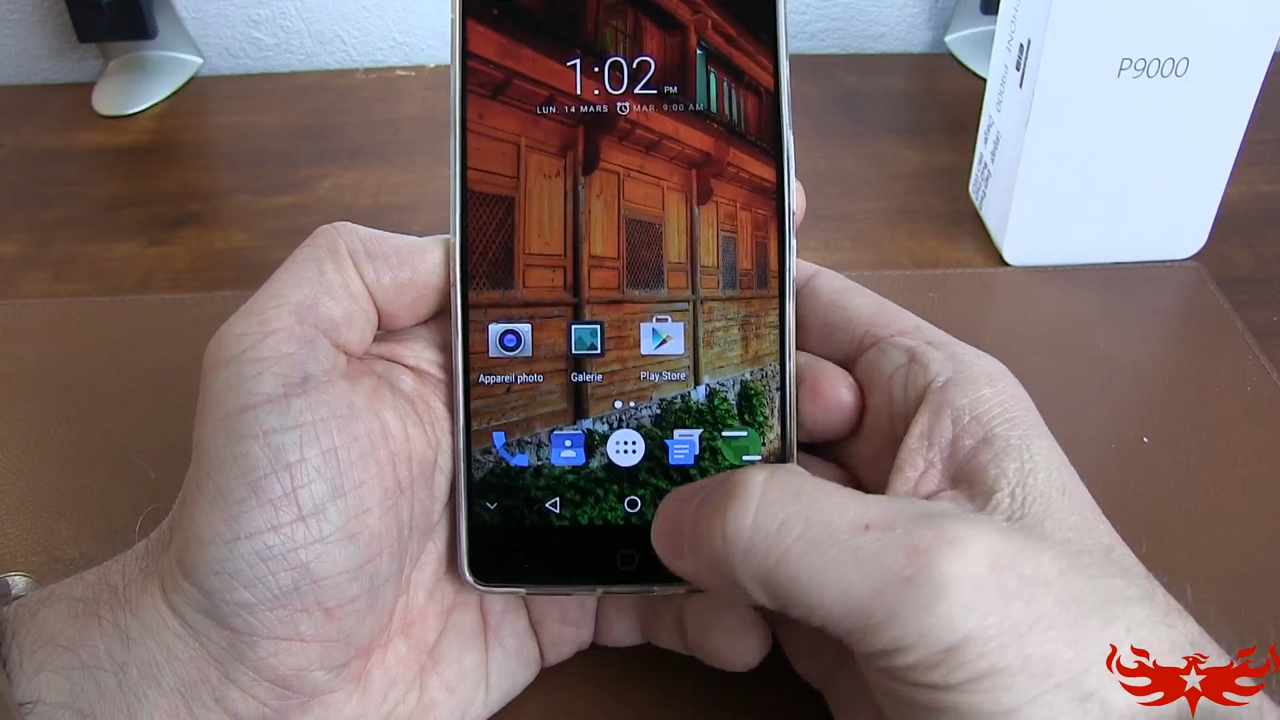 1:02 PM
LUN. 14 MARS MAR. 9:00 AM
P9000
Appareil photo
Galerie
Play Store